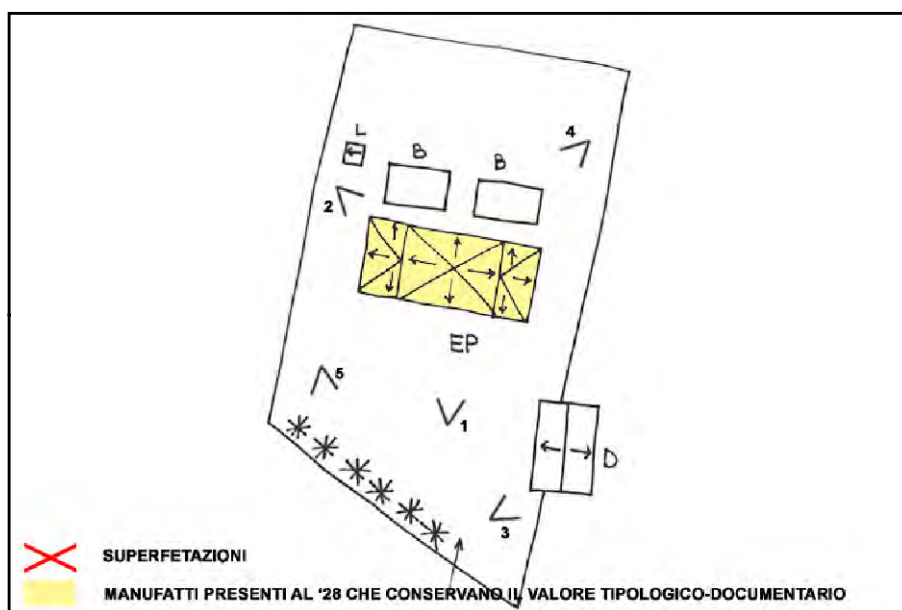 4
L
B B
2
EP
5
1
D
3
SUPERFETAZIONI
MANUFATTI PRESENTI AL '28 CHE CONSERVANO IL VALORE TIPOLOGICO-DOCUMENTARIO